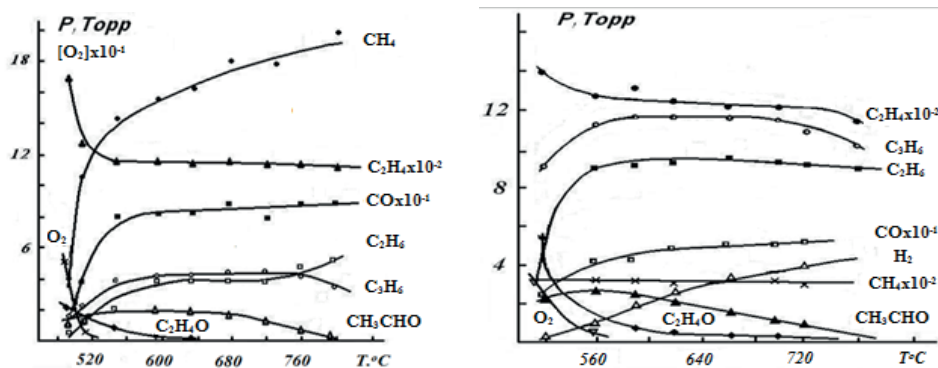 P, Topp
[O₂]x10⁻¹
18
12
6
CH₄
C₂H₄x10⁻²
COx10⁻¹
C₂H₆
C₃H₆
CH₃CHO
O₂
C₂H₄O
520 600 680 760 T,°C
P, Topp
12
8
4
C₂H₄x10⁻²
C₃H₆
C₂H₆
COx10⁻¹
H₂
CH₄x10⁻²
CH₃CHO
O₂
C₂H₄O
560 640 720 T°C